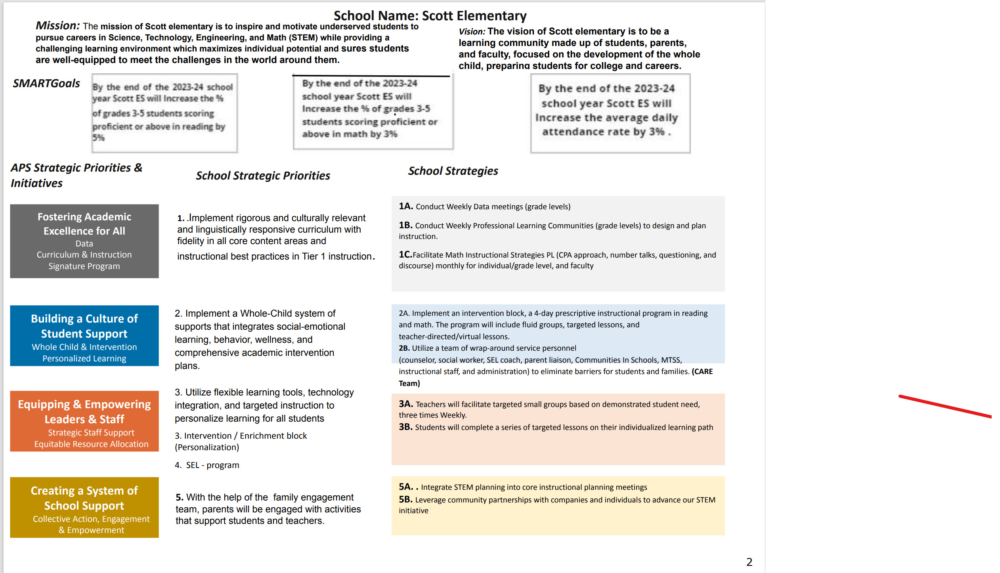 School Name: Scott Elementary
Mission: The mission of Scott elementary is to inspire and motivate underserved students to
pursue careers in Science, Technology, Engineering, and Math (STEM) while providing a
challenging learning environment which maximizes individual potential and sures students
are well-equipped to meet the challenges in the world around them.
Vision: The vision of Scott elementary is to be a
learning community made up of students, parents,
and faculty, focused on the development of the whole
child, preparing students for college and careers.
SMARTGoals
By the end of the 2023-24 school
year Scott ES will Increase the %
of grades 3-5 students scoring
proficient or above in reading by
5%
By the end of the 2023-24
school year Scott ES will
Increase the % of grades 3-5
students scoring proficient or
above in math by 3%
By the end of the 2023-24
school year Scott ES will
Increase the average daily
attendance rate by 3% .
APS Strategic Priorities &
Initiatives
School Strategic Priorities
School Strategies
Fostering Academic
Excellence for All
Data
Curriculum & Instruction
Signature Program
1. .Implement rigorous and culturally relevant
and linguistically responsive curriculum with
fidelity in all core content areas and
instructional best practices in Tier 1 instruction.
1A. Conduct Weekly Data meetings (grade levels)
1B. Conduct Weekly Professional Learning Communities (grade levels) to design and plan
instruction.
1C.Facilitate Math Instructional Strategies PL (CPA approach, number talks, questioning, and
discourse) monthly for individual/grade level, and faculty
Building a Culture of
Student Support
Whole Child & Intervention
Personalized Learning
2. Implement a Whole-Child system of
supports that integrates social-emotional
learning, behavior, wellness, and
comprehensive academic intervention
plans.
2A. Implement an intervention block, a 4-day prescriptive instructional program in reading
and math. The program will include fluid groups, targeted lessons, and
teacher-directed/virtual lessons.
2B. Utilize a team of wrap-around service personnel
(counselor, social worker, SEL coach, parent liaison, Communities In Schools, MTSS,
instructional staff, and administration) to eliminate barriers for students and families. (CARE
Team)
Equipping & Empowering
Leaders & Staff
Strategic Staff Support
Equitable Resource Allocation
3. Utilize flexible learning tools, technology
integration, and targeted instruction to
personalize learning for all students
3. Intervention / Enrichment block
(Personalization)
4. SEL - program
3A. Teachers will facilitate targeted small groups based on demonstrated student need,
three times Weekly.
3B. Students will complete a series of targeted lessons on their individualized learning path
Creating a System of
School Support
Collective Action, Engagement
& Empowerment
5. With the help of the family engagement
team, parents will be engaged with activities
that support students and teachers.
5A. . Integrate STEM planning into core instructional planning meetings
5B. Leverage community partnerships with companies and individuals to advance our STEM
initiative
2